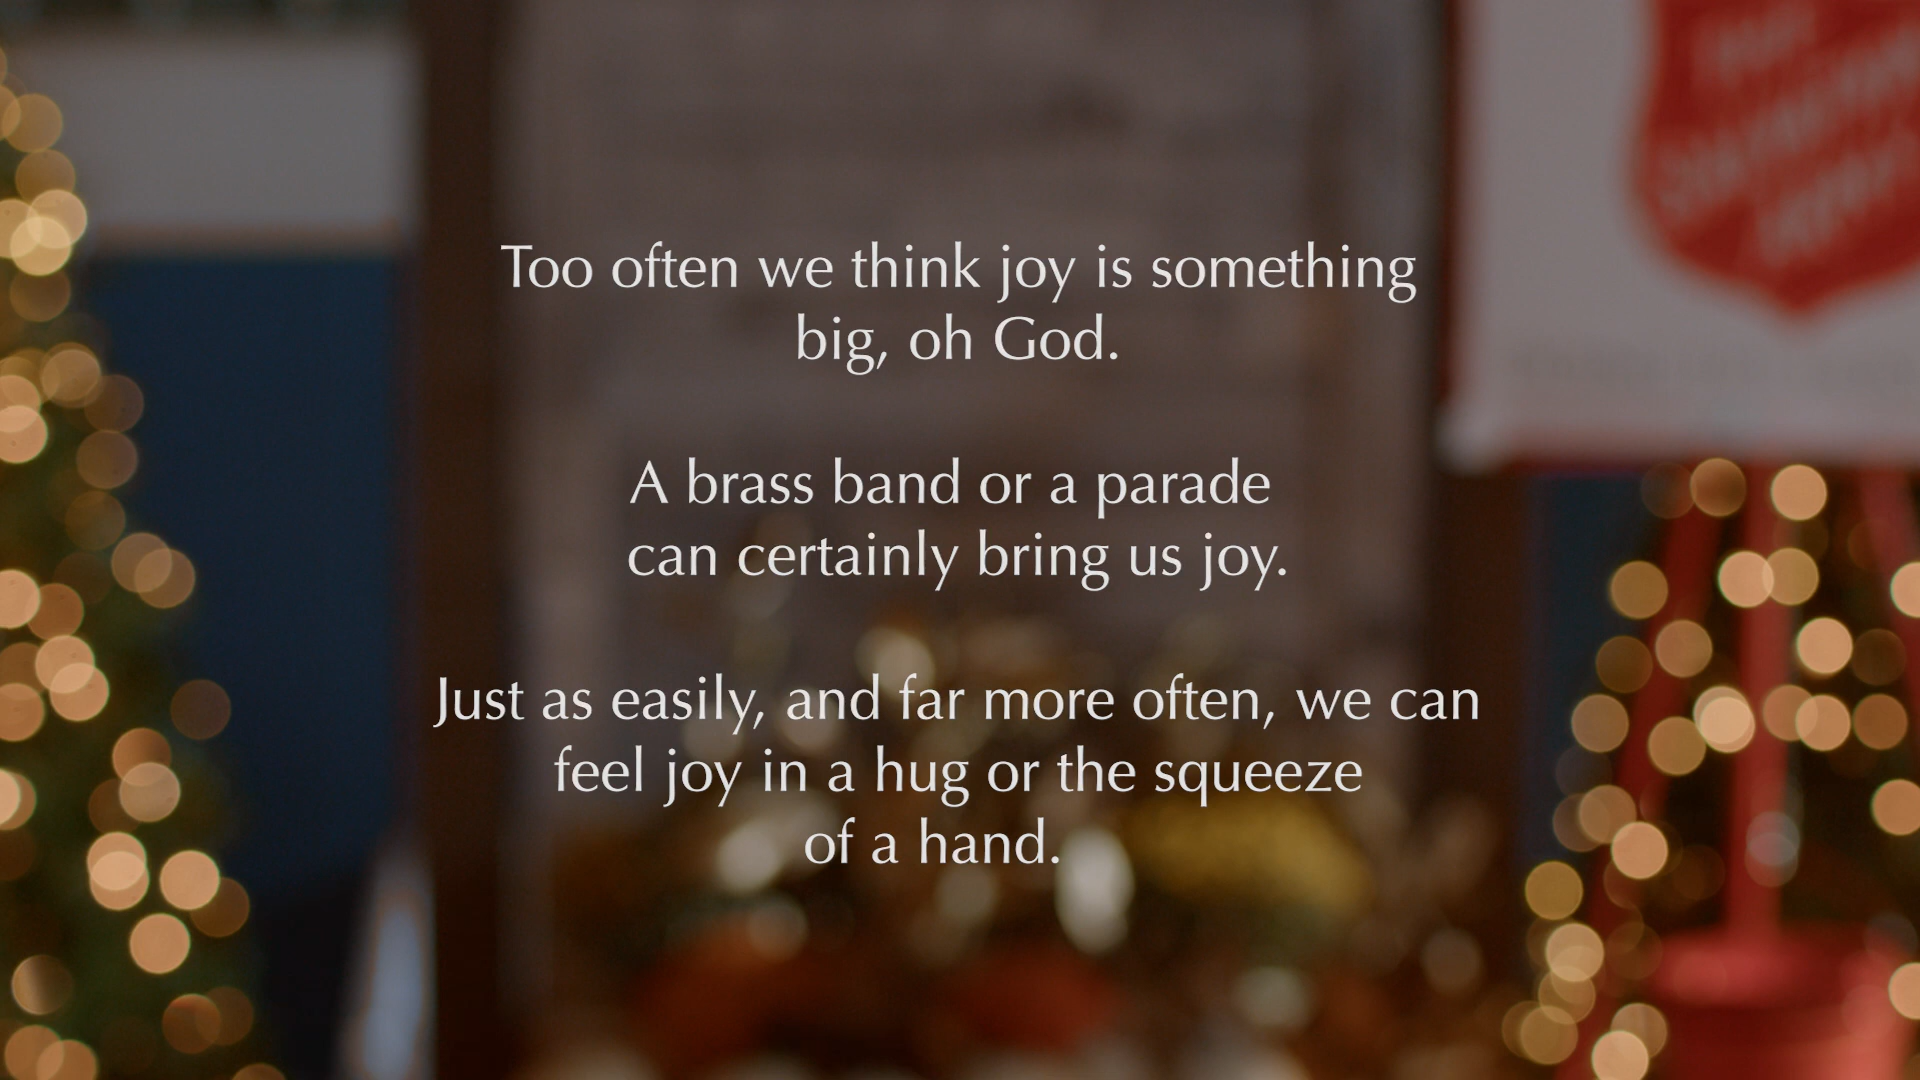 Too often we think joy is something
big, oh God.
A brass band or a parade
can certainly bring us joy.
Just as easily, and far more often, we can
feel joy in a hug or the squeeze
of a hand.